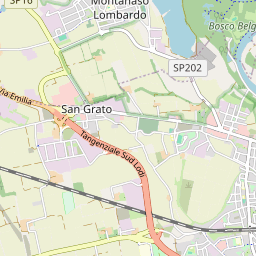 SP16
Montanaso
Lombardo
Bosco Belg
SP202
Via Emilia
San Grato
Tangenziale Sud Lodi